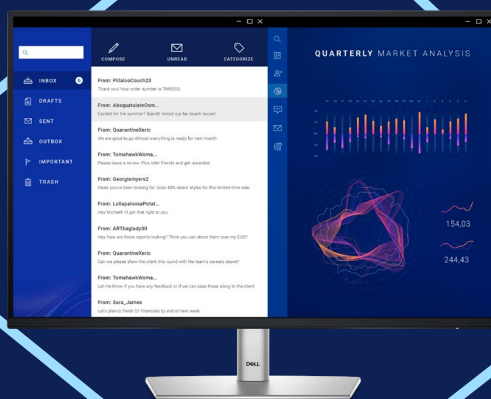 COMPOSE
UNREAD
CATEGORIZE
INBOX
DRAFTS
SENT
OUTBOX
IMPORTANT
TRASH
From: PillalooCouch23
Thank you! Your order number is
From: AbsquatulateOsm...
Excited for the summer? Barrett rented our fav beach house!
From: QuarantineXeric
We are good to go. Almost everything is ready for next month
From: TomahawkWoma...
Please leave a review. Plus refer friends and get rewarded.
From: Georgiemyers2
Deals you've been looking for. Grab 40% select styles for this limited-time sale.
From: LollapaloosaPotat...
Hey Michael! I'll get that right to you
From: ARTbaglady00
Hey, how are those reports looking? Think you can shoot them over my EOD?
From: QuarantineXeric
Can we please show the client the round with the team's caveats above?
From: TomahawkWoma...
Let me know if you have any feedback or if we can pass these along to the client
From: Sara_James
Let's plan to finish Q1 financials by end of next week
QUARTERLY MARKET ANALYSIS
154,03
244,43
DELL